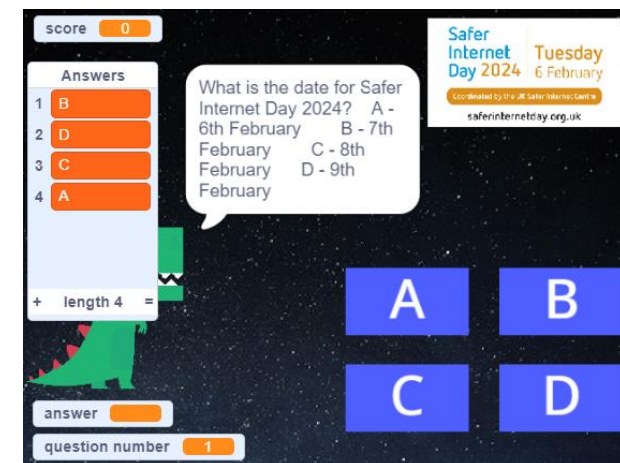 score 0
Answers
1 B
2 D
3 C
4 A
+ length 4 =
What is the date for Safer
Internet Day 2024? A -
6th February B - 7th
February C - 8th
February D - 9th
February
Safer
Internet
Day 2024
Tuesday
6 February
Coordinated by the UK Safer Internet Centre
saferinternetday.org.uk
A B
C D
answer
question number 1